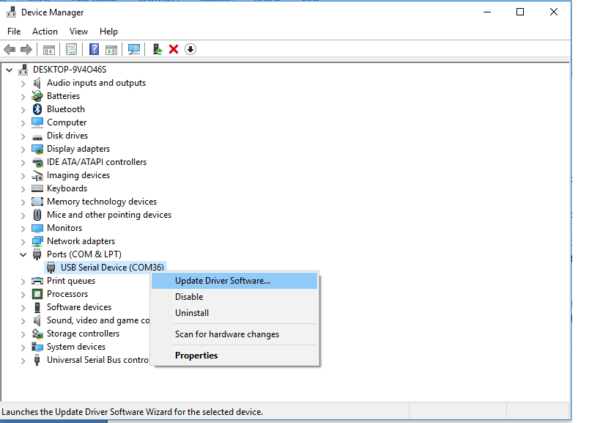 Device Manager
File Action View Help
DESKTOP-9V4O46S
Audio inputs and outputs
Batteries
Bluetooth
Computer
Disk drives
Display adapters
IDE ATA/ATAPI controllers
Imaging devices
Keyboards
Memory technology devices
Mice and other pointing devices
Monitors
Network adapters
Ports (COM & LPT)
USB Serial Device (COM36)
Update Driver Software...
Print queues
Processors
Disable
Software devices
Uninstall
Sound, video and game co
Storage controllers
Scan for hardware changes
System devices
Universal Serial Bus contro
Properties
Launches the Update Driver Software Wizard for the selected device.